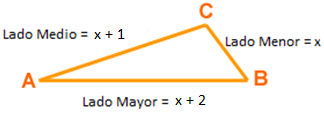 C
Lado Medio = x + 1
Lado Menor = x
A
B
Lado Mayor = x + 2